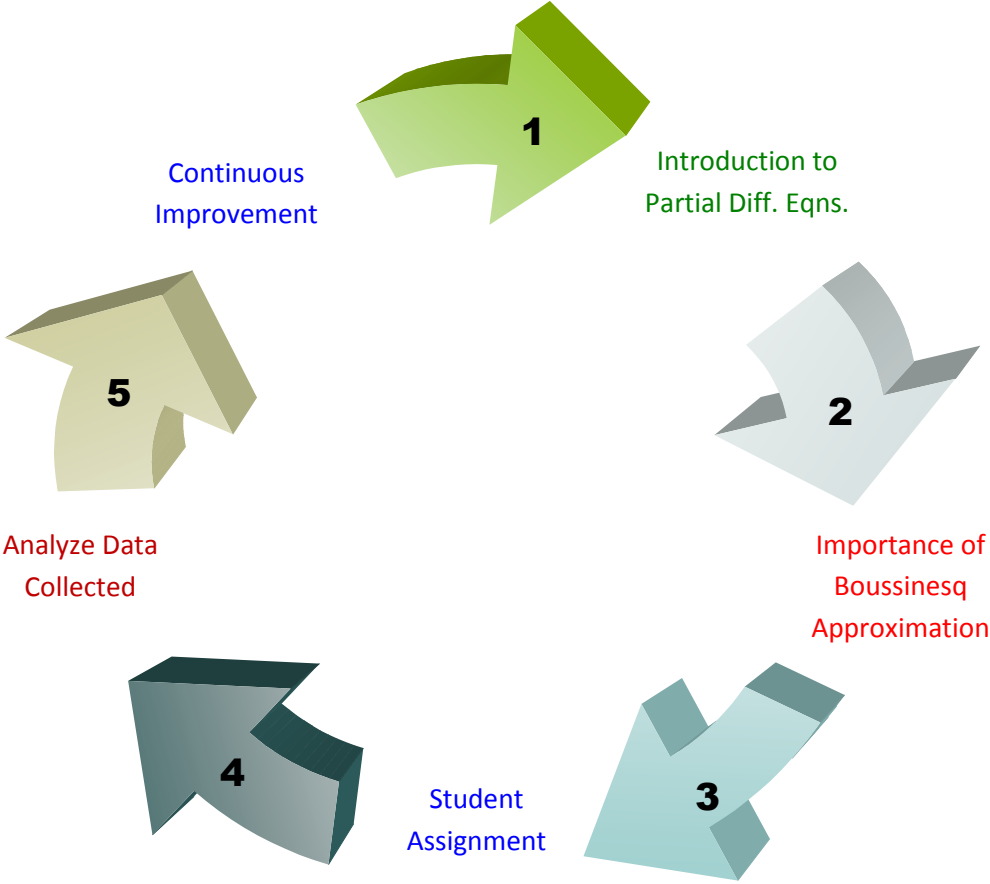 1
Introduction to
Partial Diff. Eqns.
2
Importance of
Boussinesq
Approximation
3
Student
Assignment
4
Analyze Data
Collected
5
Continuous
Improvement